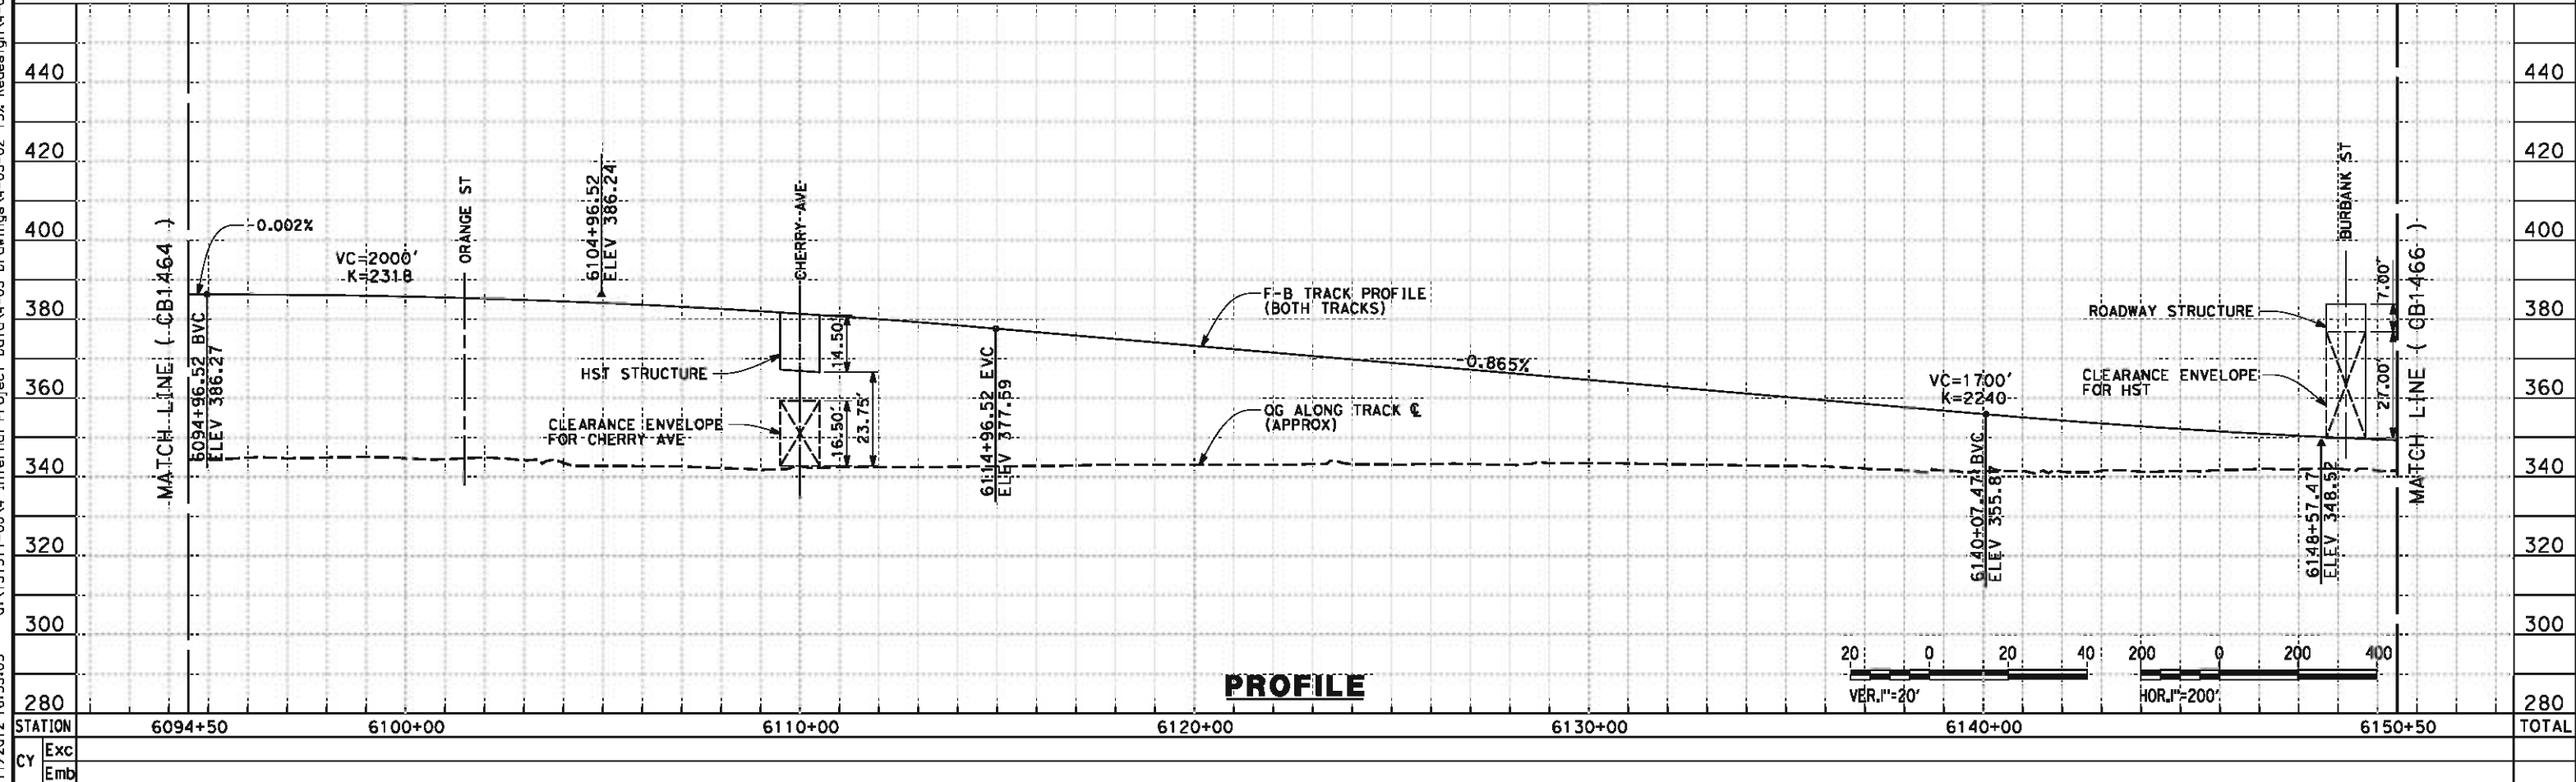 440
420
400
380
360
340
320
300
280
MATCH LINE ( CB1464 )
-0.002%
6094+96.52 BVC
ELEV 386.27
VC=2000'
K=2318
ORANGE ST
6104+96.52
ELEV 386.24
CHERRY AVE
HST STRUCTURE
14.50'
CLEARANCE ENVELOPE
FOR CHERRY AVE
16.50'
23.75'
6114+96.52 EVC
ELEV 377.59
F-B TRACK PROFILE
(BOTH TRACKS)
OG ALONG TRACK ℄
(APPROX)
-0.865%
VC=1700'
K=2240
6140+07.47 BVC
ELEV 355.87
ROADWAY STRUCTURE
CLEARANCE ENVELOPE
FOR HST
BURBANK ST
7.00'
27.00'
6148+57.47
ELEV 348.52
MATCH LINE ( CB1466 )
440
420
400
380
360
340
320
300
280
PROFILE
20 0 20 40
VER.1"=20'
200 0 200 400
HOR.1"=200'
STATION 6094+50 6100+00 6110+00 6120+00 6130+00 6140+00 6150+50 TOTAL
CY
Exc
Emb